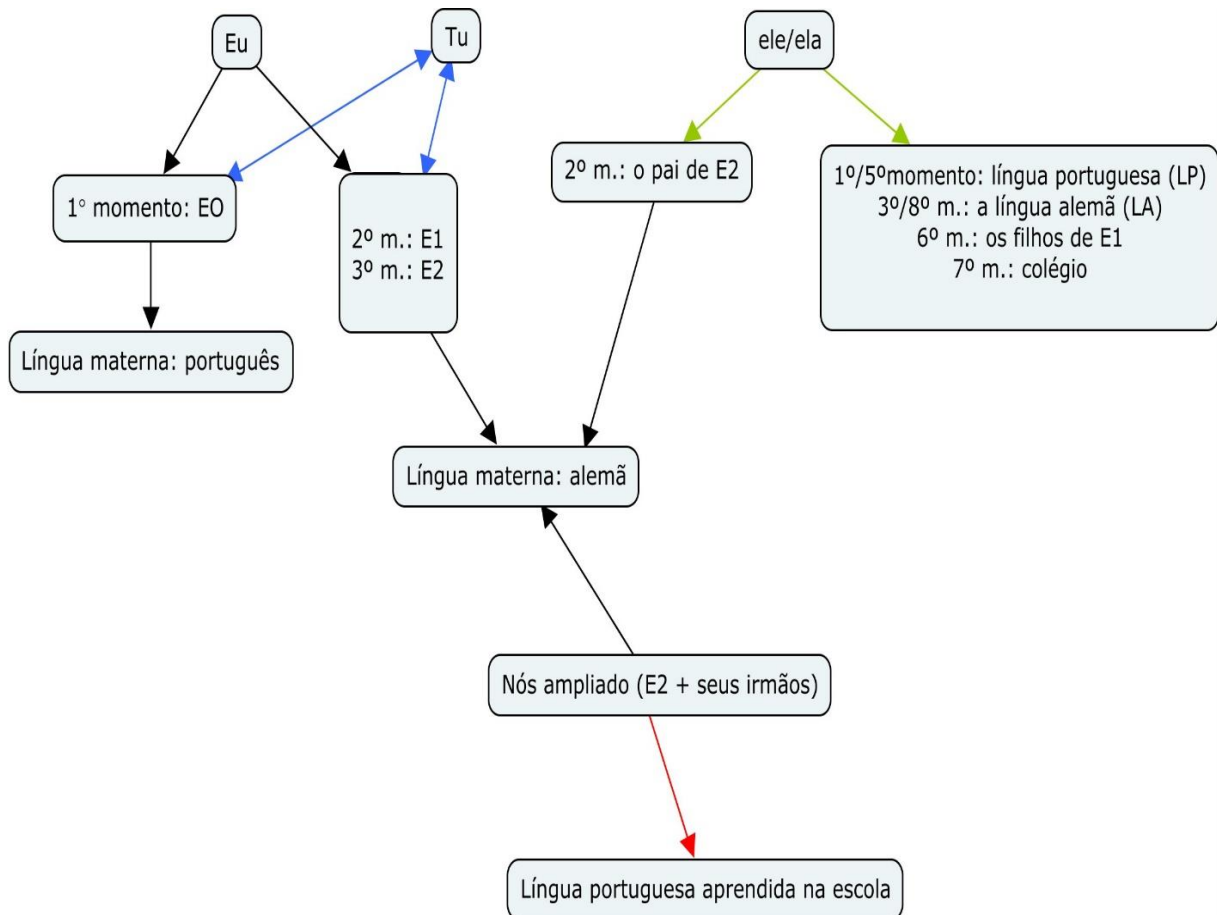 Eu
Tu
ele/ela
1° momento: EO
2º m.: E1
3º m.: E2
2º m.: o pai de E2
1º/5ºmomento: língua portuguesa (LP)
3º/8º m.: a língua alemã (LA)
6º m.: os filhos de E1
7º m.: colégio
Língua materna: português
Língua materna: alemã
Nós ampliado (E2 + seus irmãos)
Língua portuguesa aprendida na escola